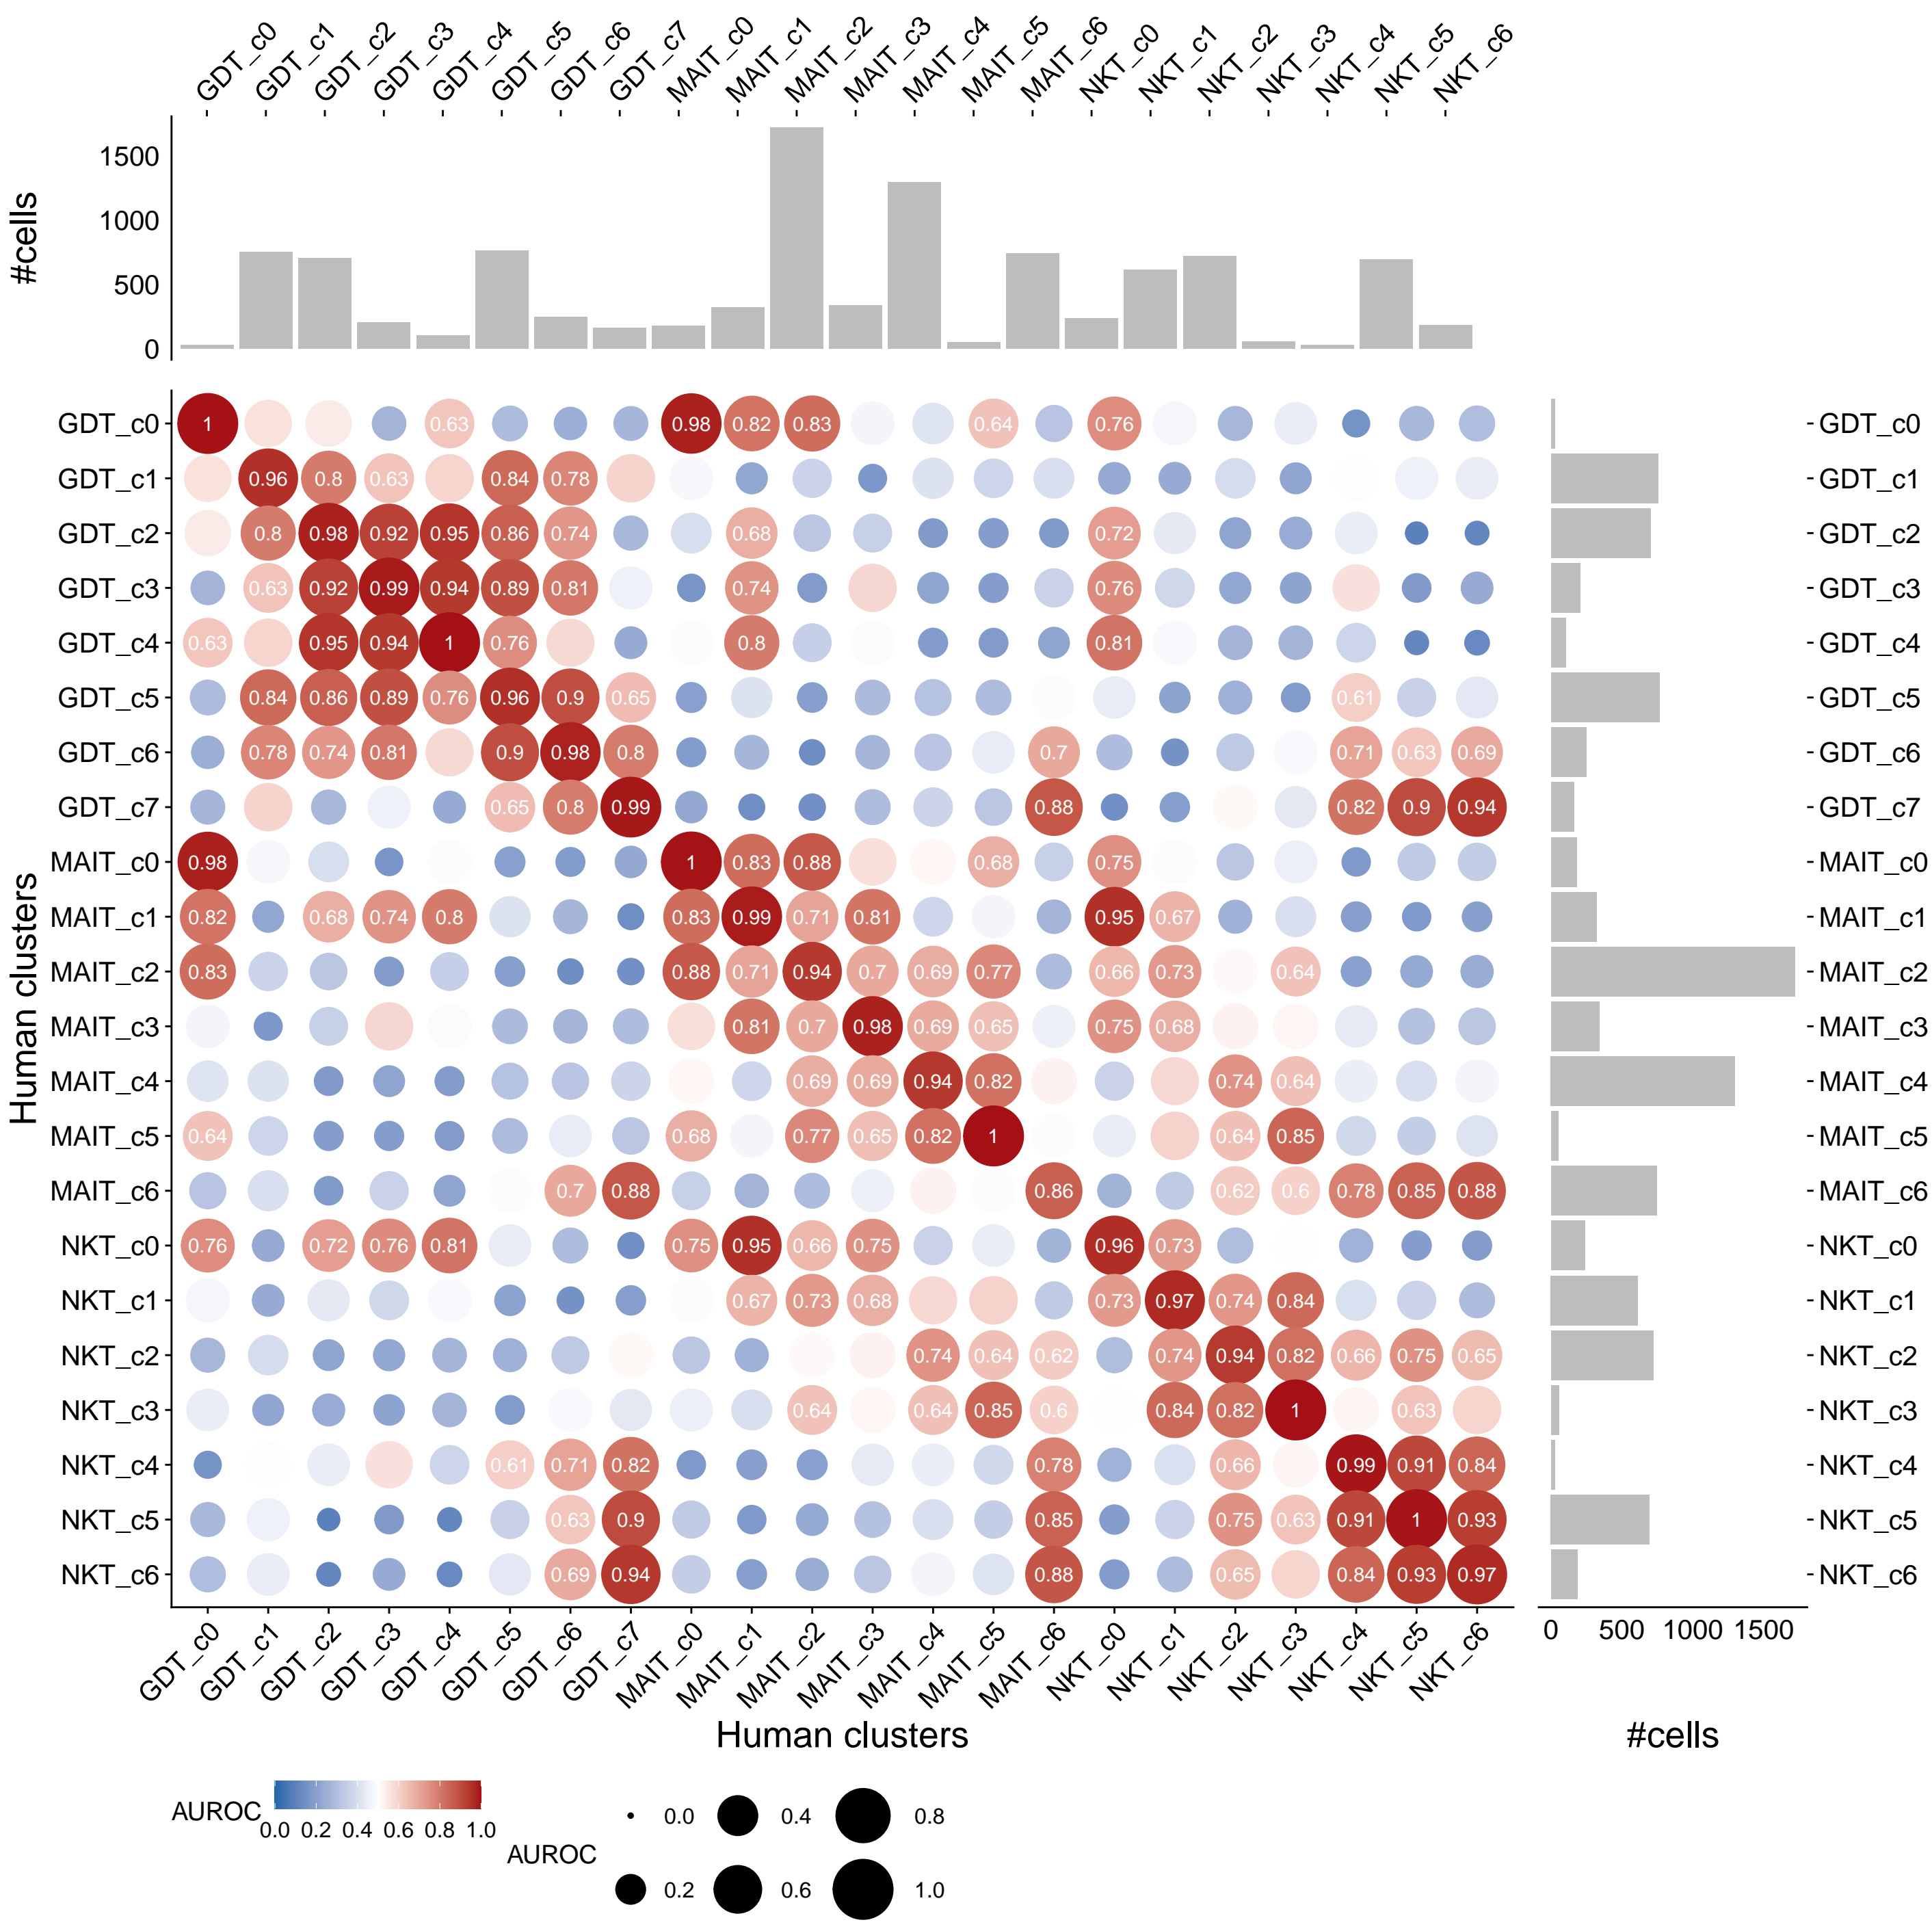 GDT_c0 GDT_c1 GDT_c2 GDT_c3 GDT_c4 GDT_c5 GDT_c6 GDT_c7 MAIT_c0 MAIT_c1 MAIT_c2 MAIT_c3 MAIT_c4 MAIT_c5 MAIT_c6 NKT_c0 NKT_c1 NKT_c2 NKT_c3 NKT_c4 NKT_c5 NKT_c6
#cells
1500
1000
500
0
Human clusters
GDT_c0 1 0.63 0.98 0.82 0.83 0.64 0.76 GDT_c0
GDT_c1 0.96 0.8 0.63 0.84 0.78 GDT_c1
GDT_c2 0.8 0.98 0.92 0.95 0.86 0.74 0.68 0.72 GDT_c2
GDT_c3 0.63 0.92 0.99 0.94 0.89 0.81 0.74 0.76 GDT_c3
GDT_c4 0.63 0.95 0.94 1 0.76 0.8 0.81 GDT_c4
GDT_c5 0.84 0.86 0.89 0.76 0.96 0.9 0.65 0.61 GDT_c5
GDT_c6 0.78 0.74 0.81 0.9 0.98 0.8 0.7 0.71 0.63 0.69 GDT_c6
GDT_c7 0.65 0.8 0.99 0.88 0.82 0.9 0.94 GDT_c7
MAIT_c0 0.98 1 0.83 0.88 0.68 0.75 MAIT_c0
MAIT_c1 0.82 0.68 0.74 0.8 0.83 0.99 0.71 0.81 0.95 0.67 MAIT_c1
MAIT_c2 0.83 0.88 0.71 0.94 0.7 0.69 0.77 0.66 0.73 0.64 MAIT_c2
MAIT_c3 0.81 0.7 0.98 0.69 0.65 0.75 0.68 MAIT_c3
MAIT_c4 0.69 0.69 0.94 0.82 0.74 0.64 MAIT_c4
MAIT_c5 0.64 0.68 0.77 0.65 0.82 1 0.64 0.85 MAIT_c5
MAIT_c6 0.7 0.88 0.86 0.62 0.6 0.78 0.85 0.88 MAIT_c6
NKT_c0 0.76 0.72 0.76 0.81 0.75 0.95 0.66 0.75 0.96 0.73 NKT_c0
NKT_c1 0.67 0.73 0.68 0.73 0.97 0.74 0.84 NKT_c1
NKT_c2 0.74 0.64 0.62 0.74 0.94 0.82 0.66 0.75 0.65 NKT_c2
NKT_c3 0.64 0.64 0.85 0.6 0.84 0.82 1 0.63 NKT_c3
NKT_c4 0.61 0.71 0.82 0.78 0.66 0.99 0.91 0.84 NKT_c4
NKT_c5 0.63 0.9 0.85 0.75 0.63 0.91 1 0.93 NKT_c5
NKT_c6 0.69 0.94 0.88 0.65 0.84 0.93 0.97 NKT_c6
0 500 1000 1500
GDT_c0 GDT_c1 GDT_c2 GDT_c3 GDT_c4 GDT_c5 GDT_c6 GDT_c7 MAIT_c0 MAIT_c1 MAIT_c2 MAIT_c3 MAIT_c4 MAIT_c5 MAIT_c6 NKT_c0 NKT_c1 NKT_c2 NKT_c3 NKT_c4 NKT_c5 NKT_c6
Human clusters
#cells
AUROC
0.0 0.2 0.4 0.6 0.8 1.0
AUROC
0.0 0.4 0.8
0.2 0.6 1.0